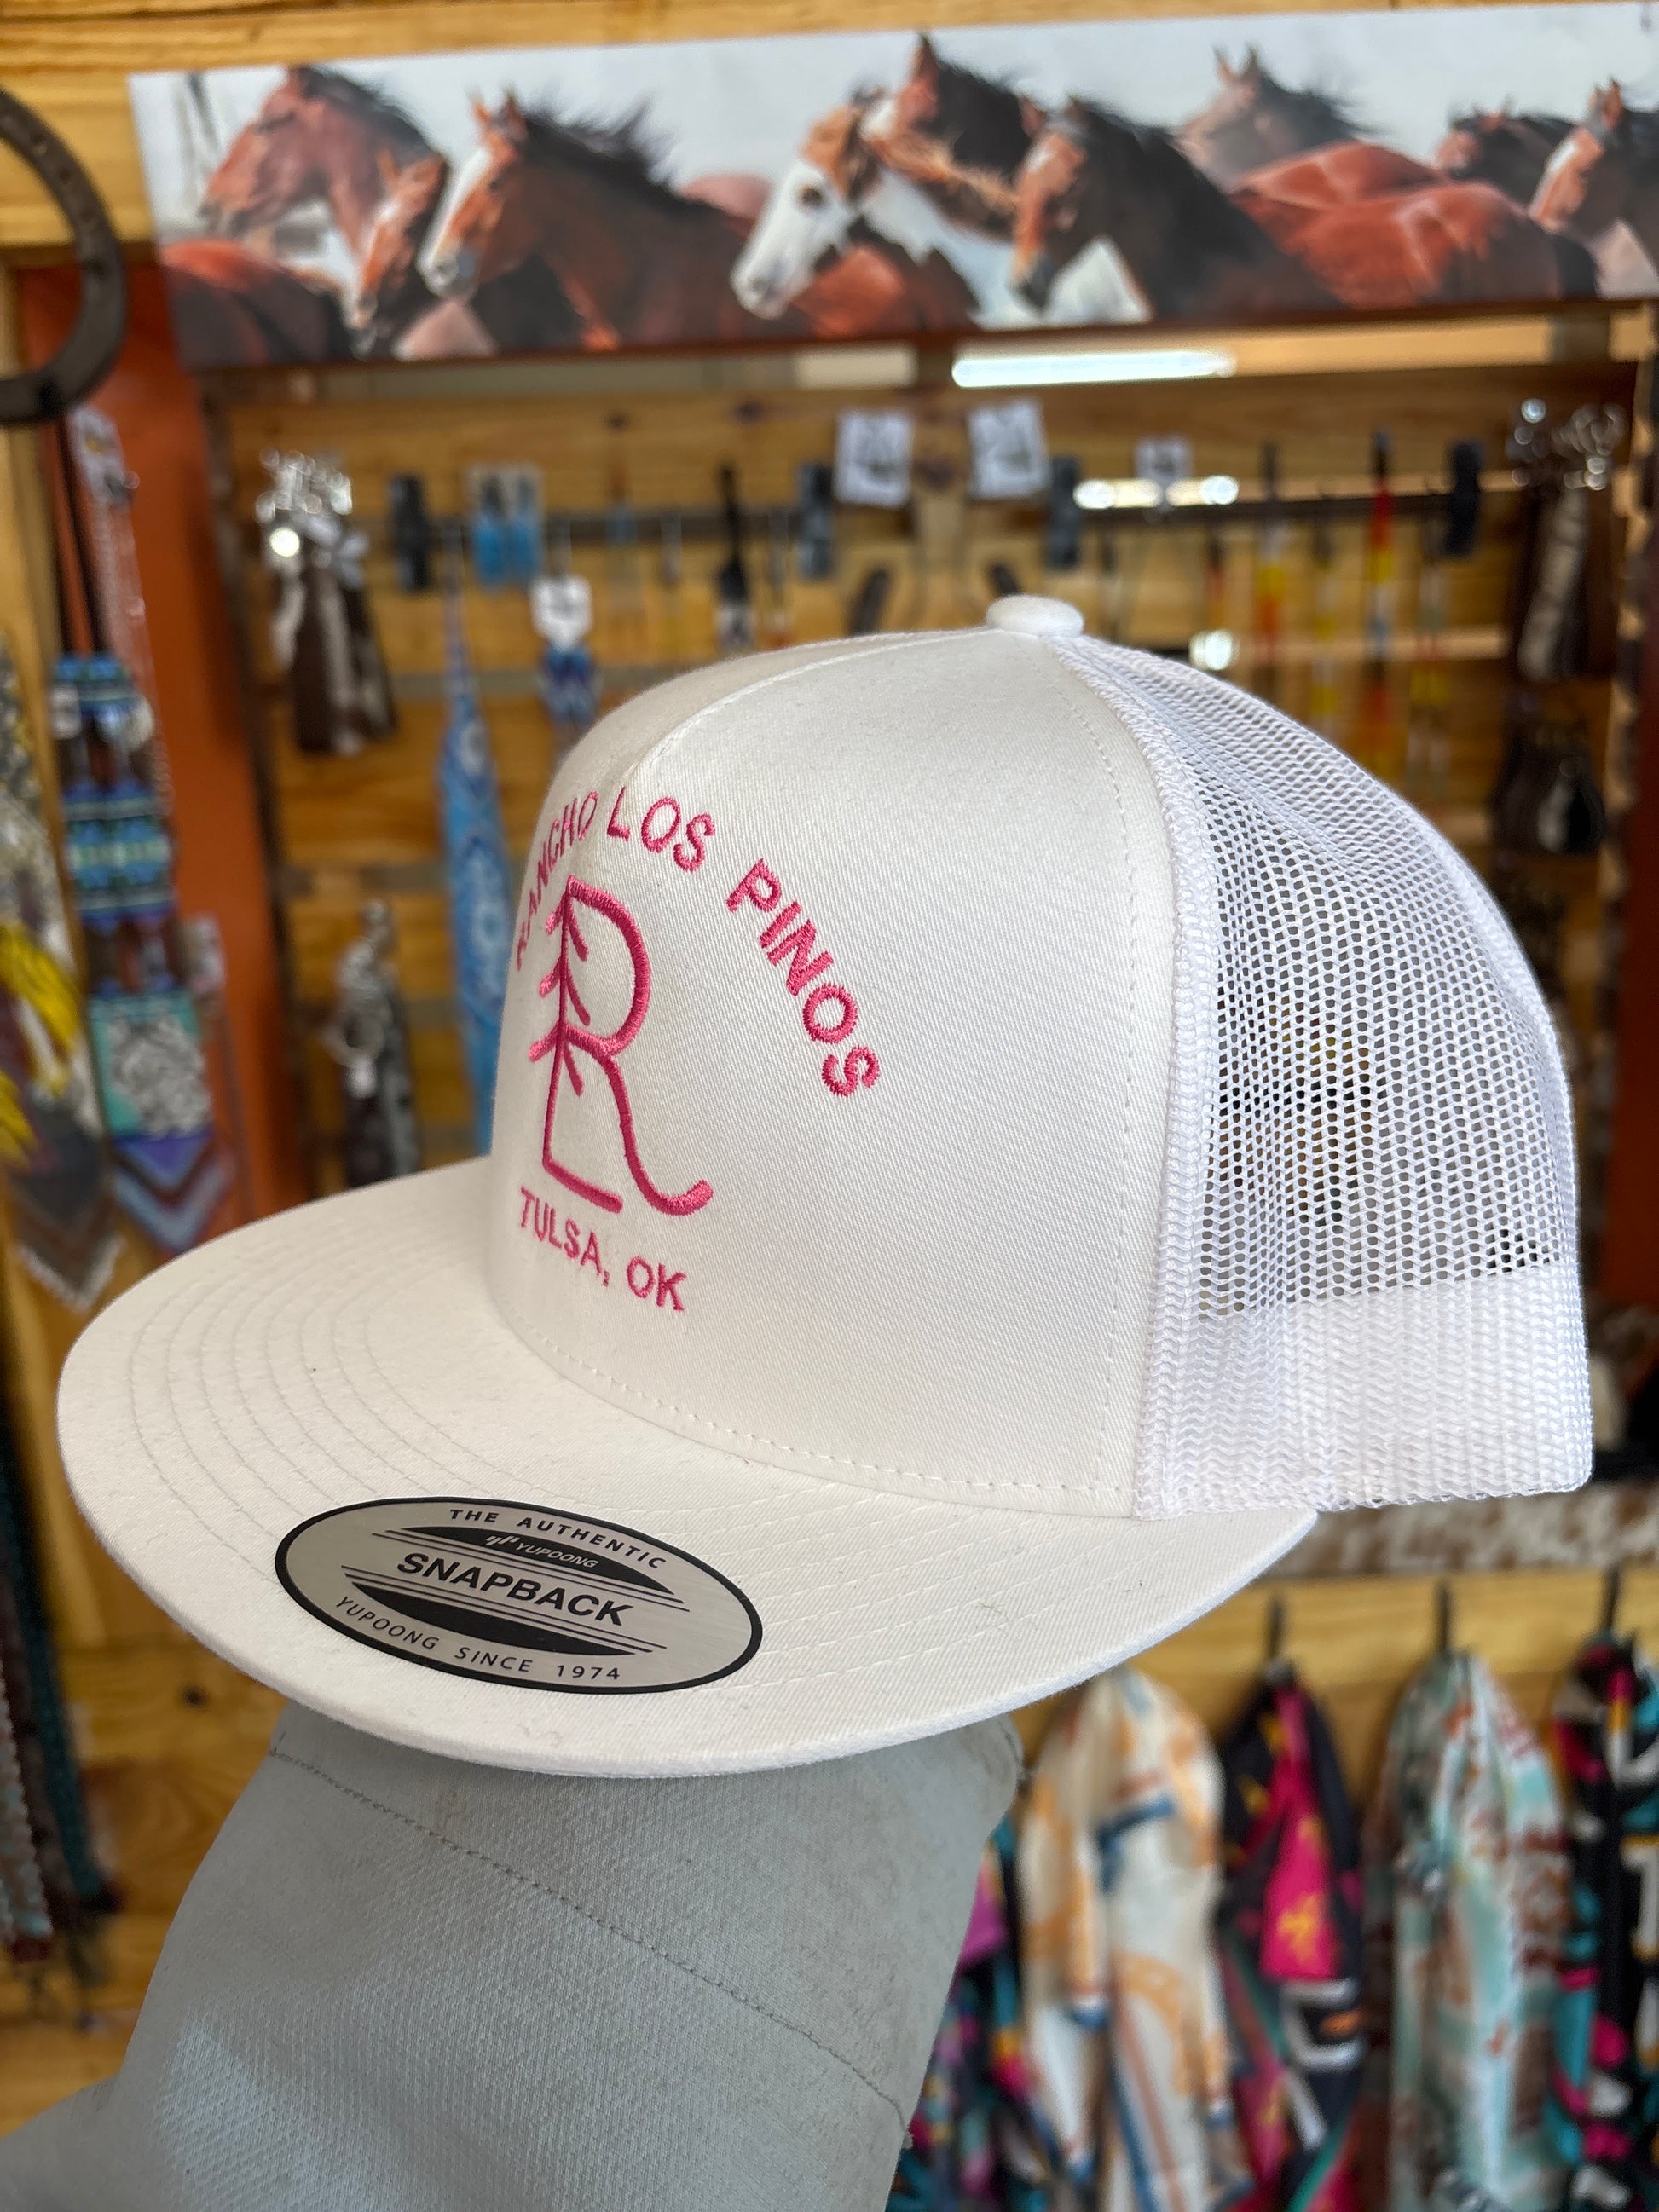 RANCHO LOS PINOS
R
TULSA, OK
THE AUTHENTIC
YUPOONG
SNAPBACK
YUPOONG SINCE 1974